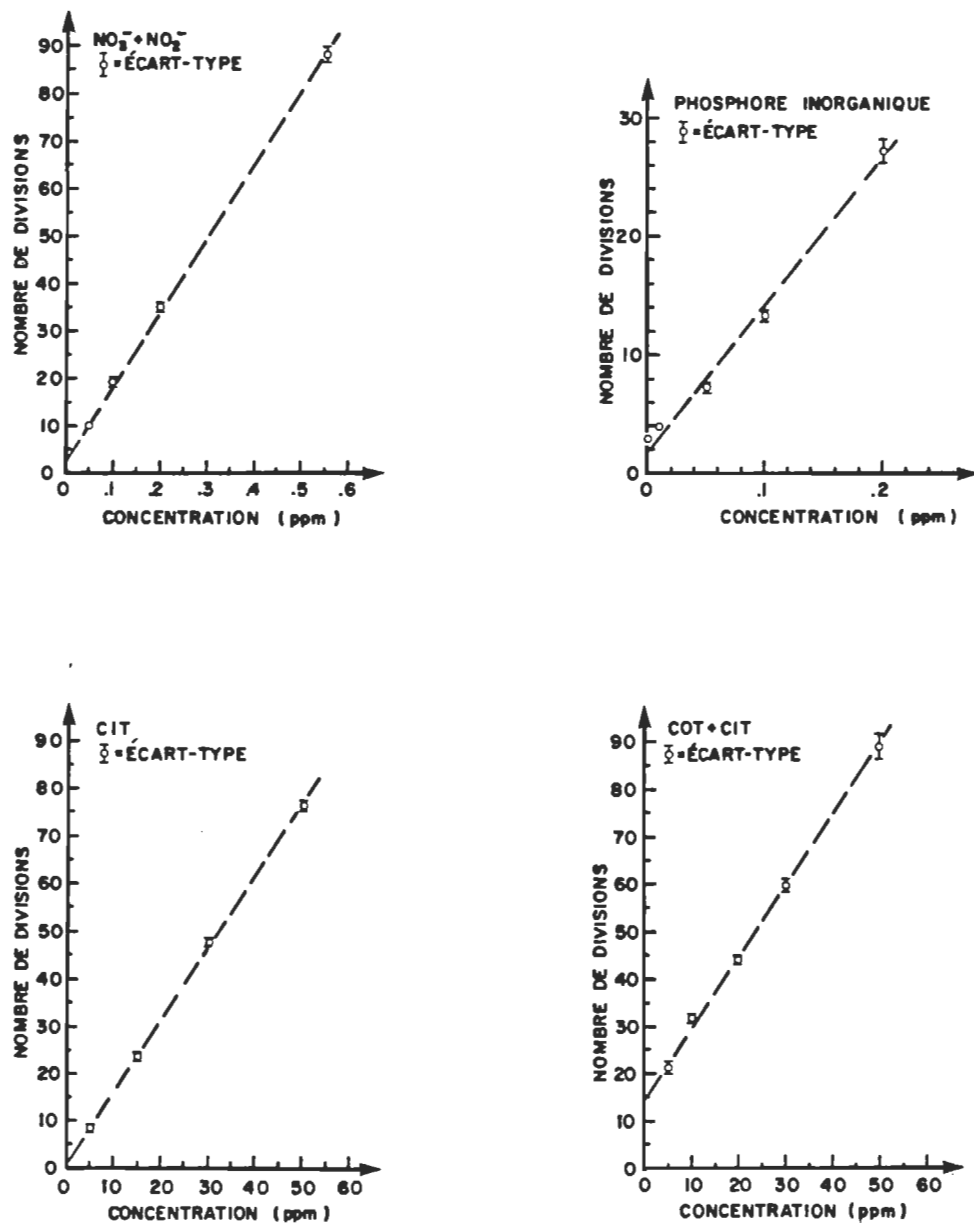 NO₃⁻+NO₂⁻
= ÉCART-TYPE
90
80
70
60
50
40
30
20
10
0
NOMBRE DE DIVISIONS
0 .1 .2 .3 .4 .5 .6
CONCENTRATION (ppm)
PHOSPHORE INORGANIQUE
= ÉCART-TYPE
30
20
10
0
NOMBRE DE DIVISIONS
0 .1 .2
CONCENTRATION (ppm)
CIT
= ÉCART-TYPE
90
80
70
60
50
40
30
20
10
0
NOMBRE DE DIVISIONS
0 10 20 30 40 50 60
CONCENTRATION (ppm)
COT+CIT
= ÉCART-TYPE
90
80
70
60
50
40
30
20
10
0
NOMBRE DE DIVISIONS
0 10 20 30 40 50 60
CONCENTRATION (ppm)